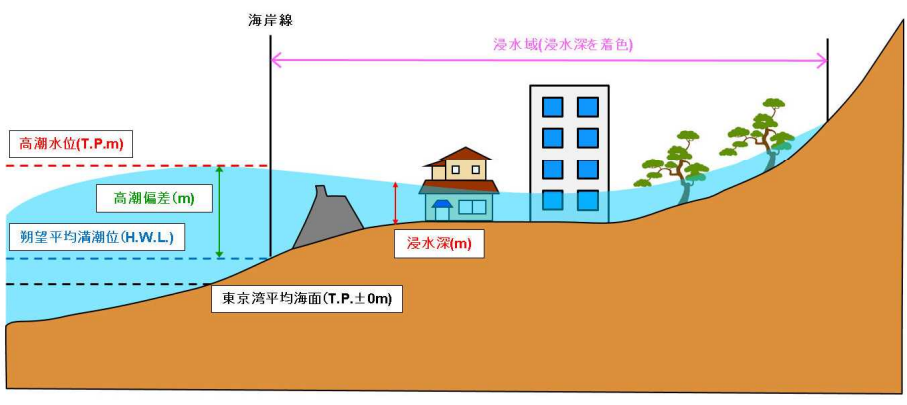 海岸線
浸水域(浸水深を着色)
高潮水位(T.P.m)
高潮偏差(m)
朔望平均満潮位(H.W.L.)
浸水深(m)
東京湾平均海面(T.P.±0m)